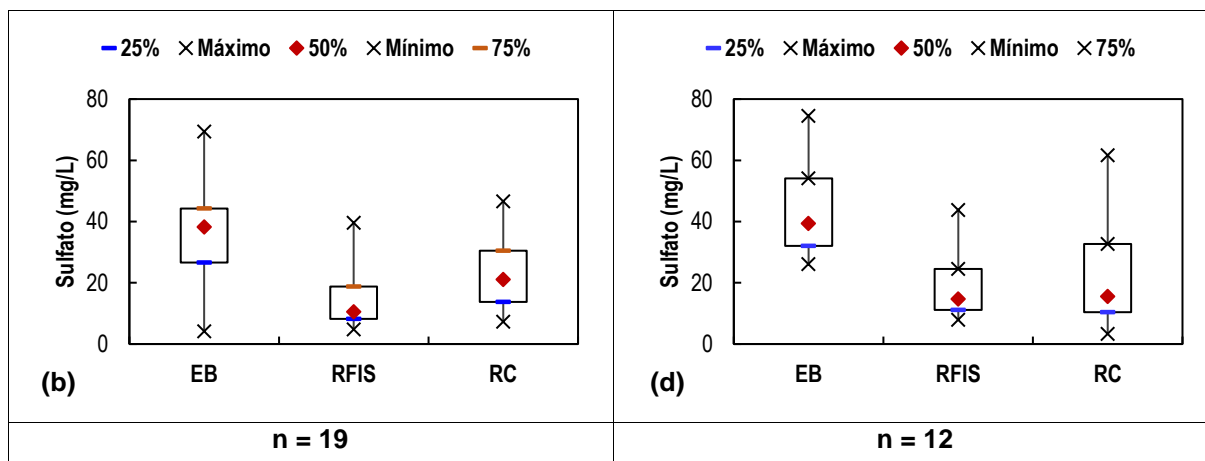 25% Máximo 50% Mínimo 75%
Sulfato (mg/L)
80
60
40
20
0
EB RFIS RC
(b)
n = 19
25% Máximo 50% Mínimo 75%
Sulfato (mg/L)
80
60
40
20
0
EB RFIS RC
(d)
n = 12